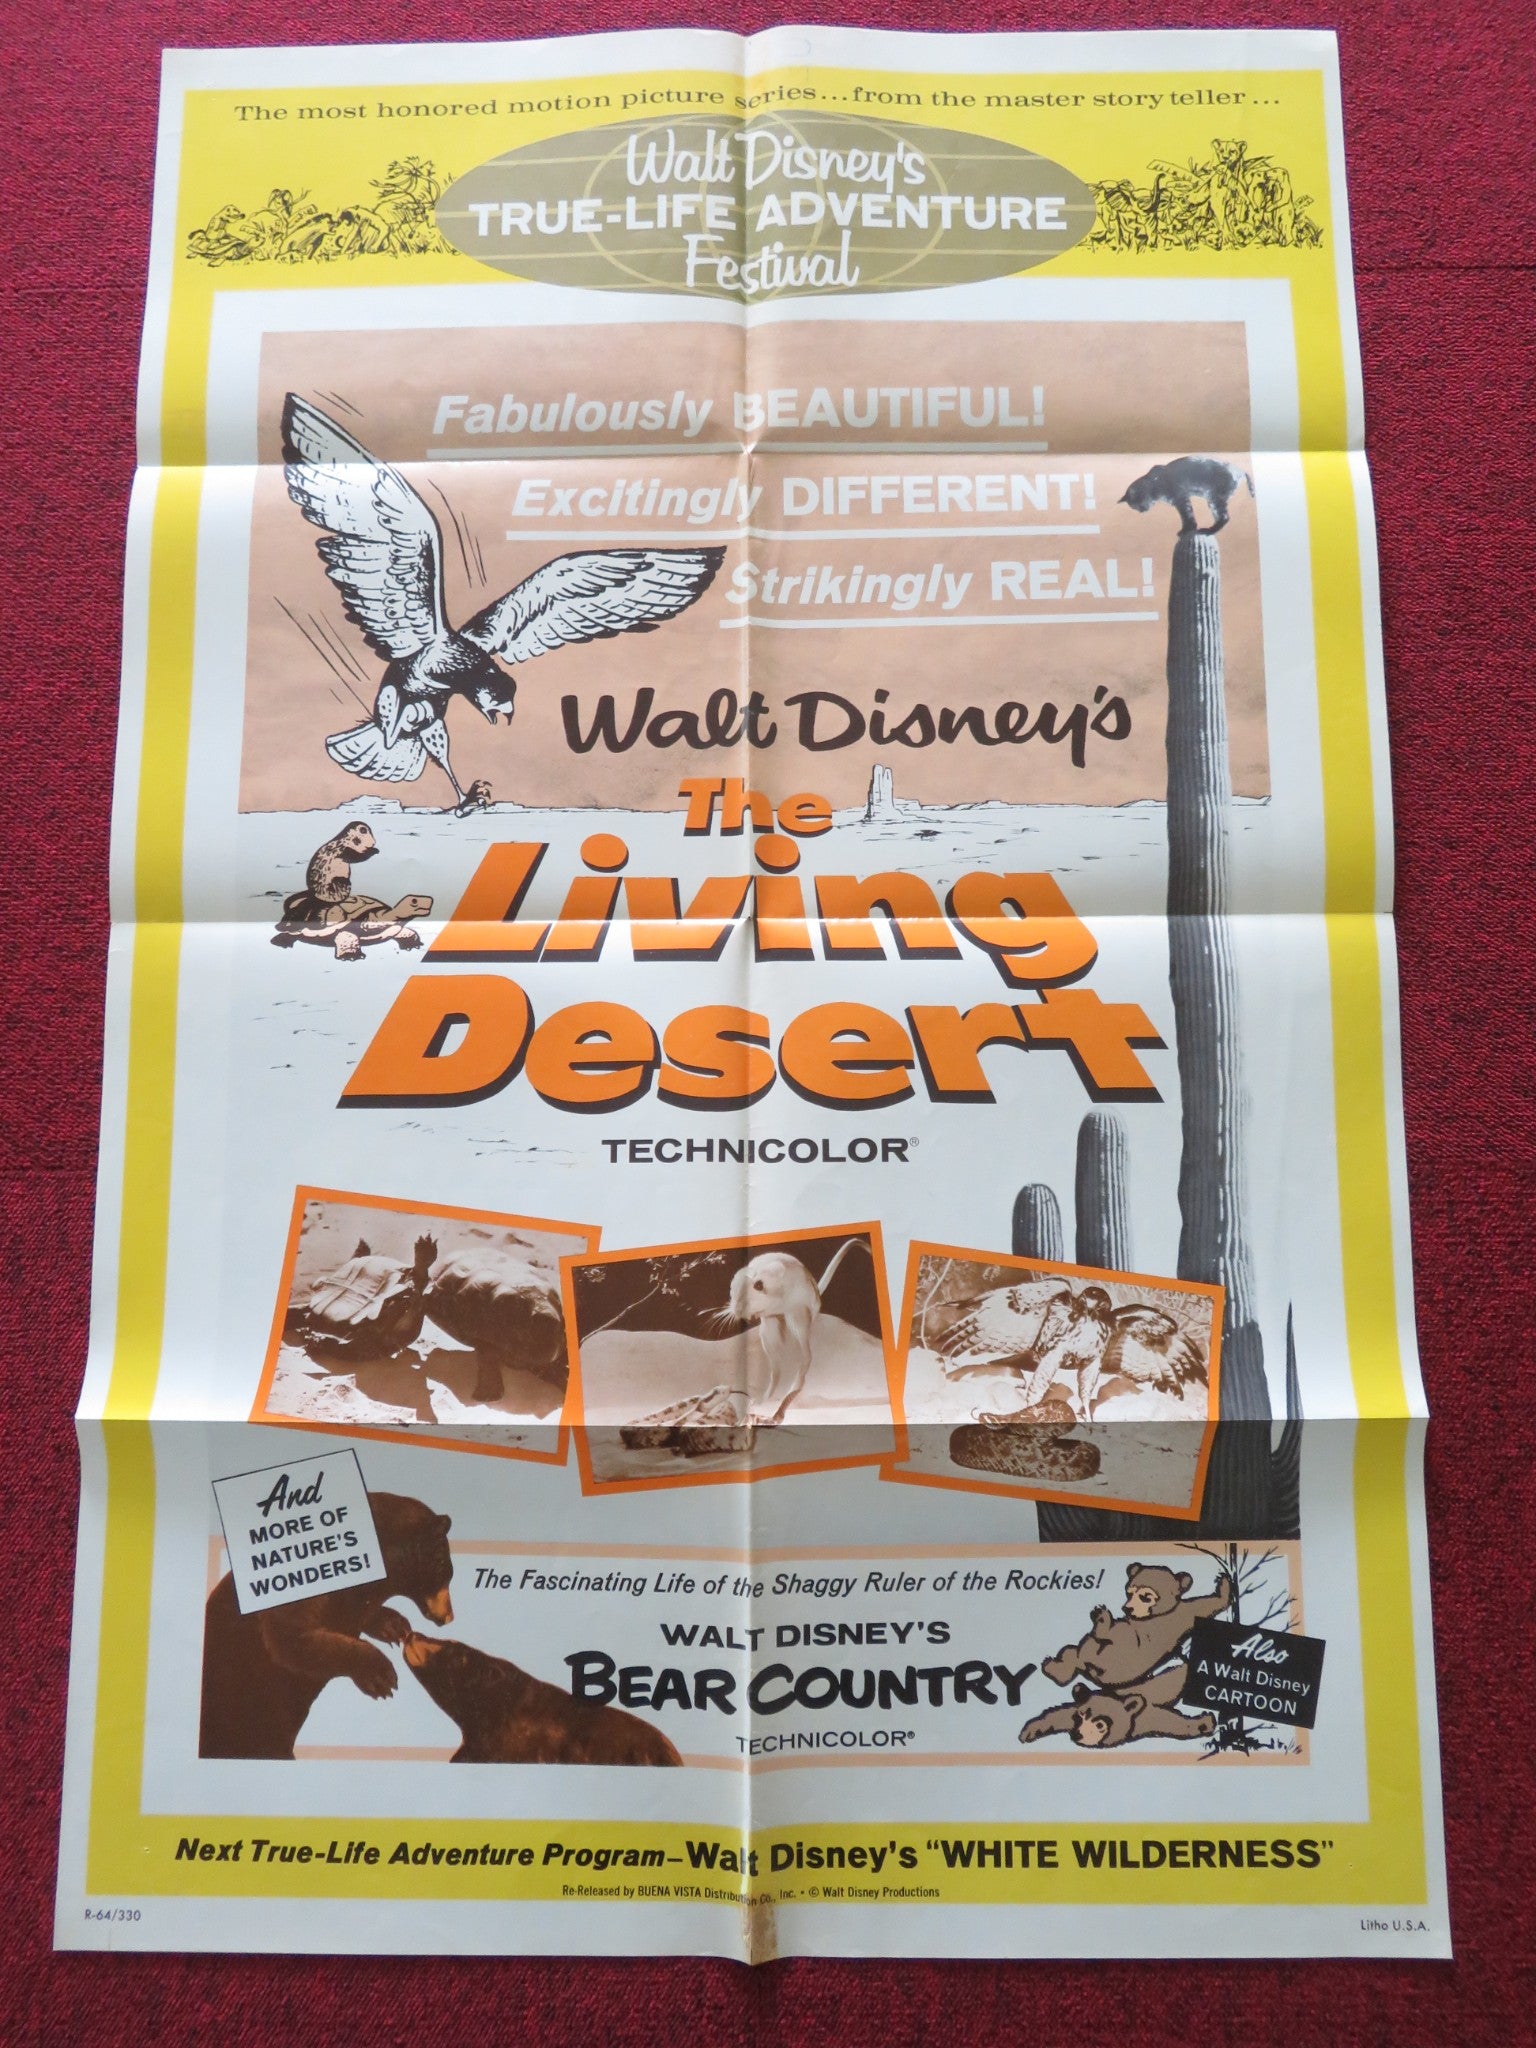 The most honored motion picture series...from the master story teller...
Walt Disney's
TRUE-LIFE ADVENTURE
Festival
Fabulously BEAUTIFUL!
Excitingly DIFFERENT!
Strikingly REAL!
Walt Disney's
The
Living
Desert
TECHNICOLOR®
And
MORE OF
NATURE'S
WONDERS!
The Fascinating Life of the Shaggy Ruler of the Rockies!
WALT DISNEY'S
BEAR COUNTRY
TECHNICOLOR®
Also
A Walt Disney
CARTOON
Next True-Life Adventure Program–Walt Disney's "WHITE WILDERNESS"
Re-Released by BUENA VISTA Distribution Co., Inc. • © Walt Disney Productions
R-64/330
Litho U.S.A.